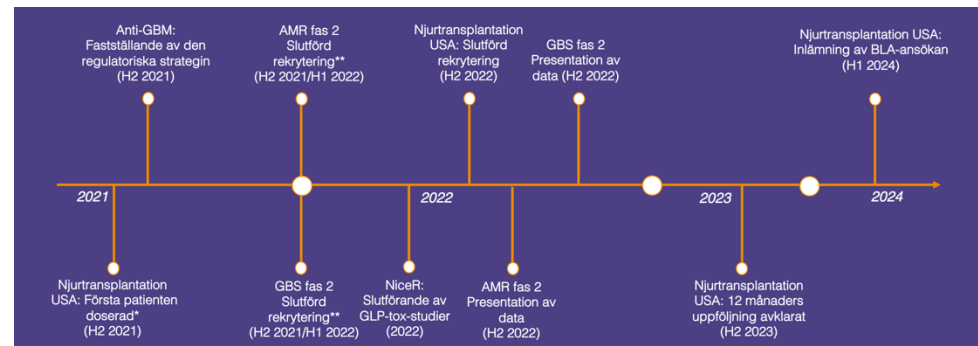 Anti-GBM:
Fastställande av den
regulatoriska strategin
(H2 2021)
AMR fas 2
Slutförd
rekrytering**
(H2 2021/H1 2022)
Njurtransplantation
USA: Slutförd
rekrytering
(H2 2022)
GBS fas 2
Presentation av
data (H2 2022)
Njurtransplantation USA:
Inlämning av BLA-ansökan
(H1 2024)
2021
2022
2023
2024
Njurtransplantation
USA: Första patienten
doserad*
(H2 2021)
GBS fas 2
Slutförd
rekrytering**
(H2 2021/H1 2022)
NiceR:
Slutförande av
GLP-tox-studier
(2022)
AMR fas 2
Presentation av
data
(H2 2022)
Njurtransplantation
USA: 12 månaders
uppföljning avklarat
(H2 2023)